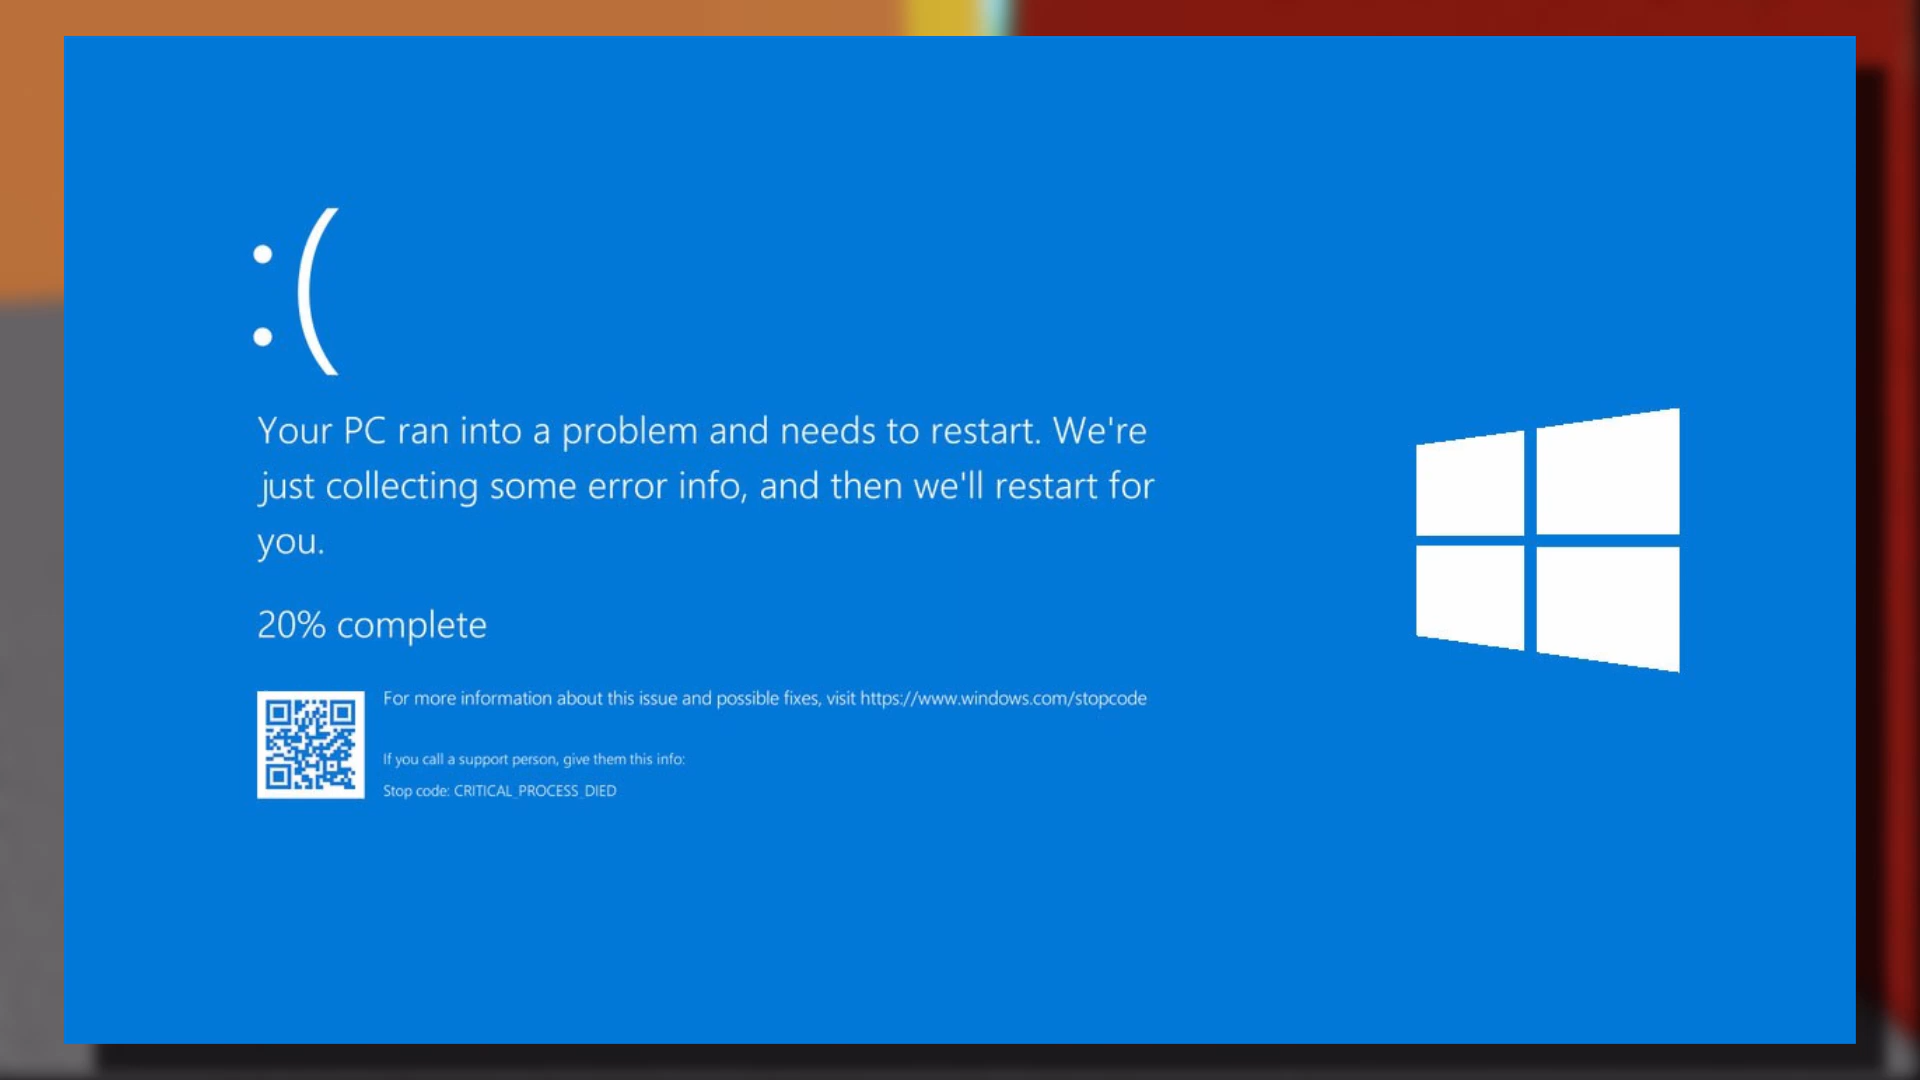 :(
Your PC ran into a problem and needs to restart. We're
just collecting some error info, and then we'll restart for
you.
20% complete
For more information about this issue and possible fixes, visit https://www.windows.com/stopcode
If you call a support person, give them this info:
Stop code: CRITICAL_PROCESS_DIED